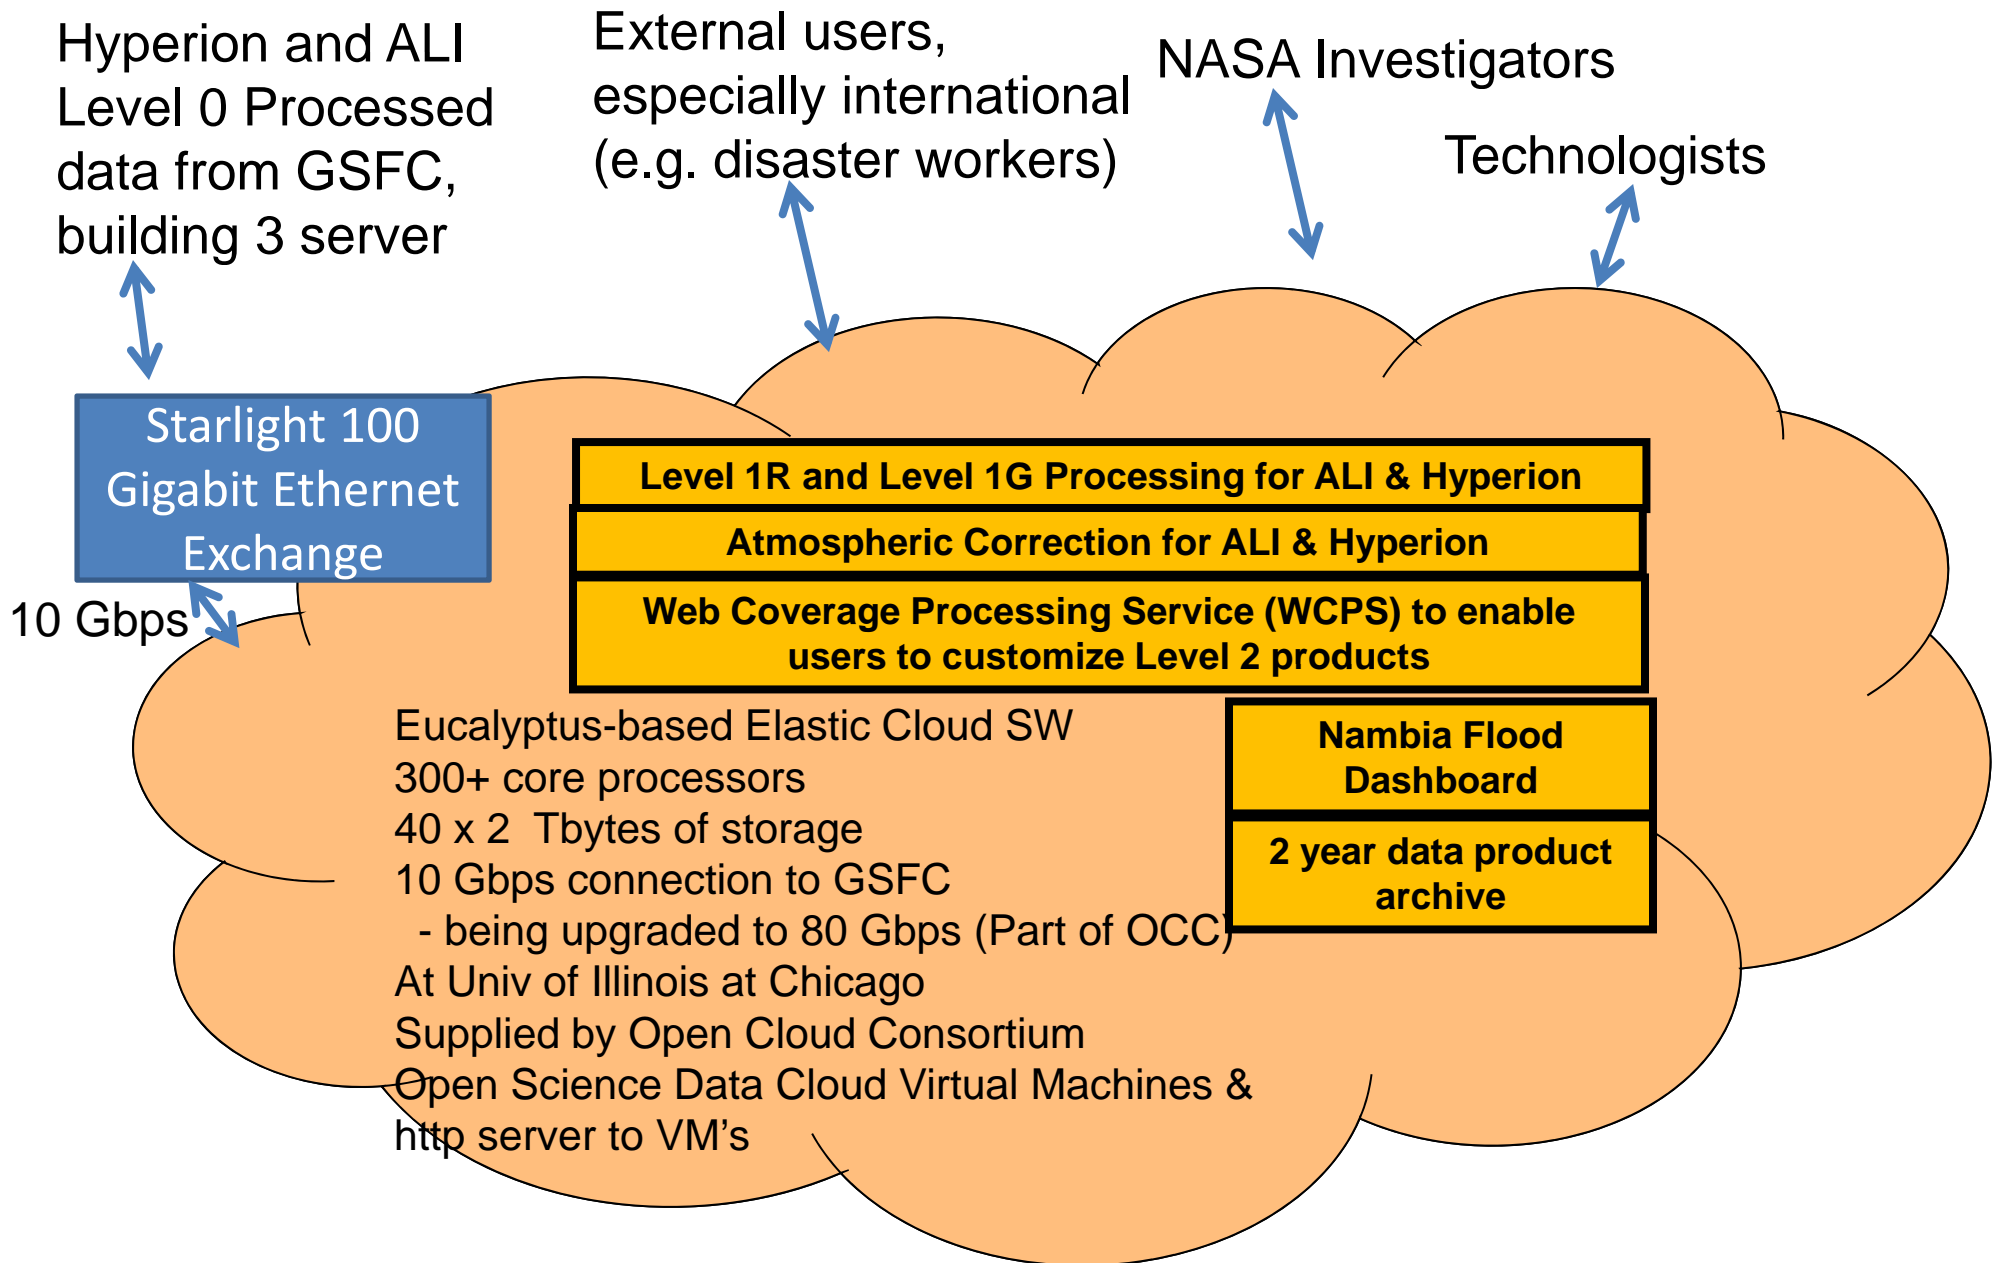 Hyperion and ALI
Level 0 Processed
data from GSFC,
building 3 server
External users,
especially international
(e.g. disaster workers)
NASA Investigators
Technologists
Starlight 100
Gigabit Ethernet
Exchange
10 Gbps
Level 1R and Level 1G Processing for ALI & Hyperion
Atmospheric Correction for ALI & Hyperion
Web Coverage Processing Service (WCPS) to enable
users to customize Level 2 products
Eucalyptus-based Elastic Cloud SW
300+ core processors
40 x 2  Tbytes of storage
10 Gbps connection to GSFC
- being upgraded to 80 Gbps (Part of OCC)
At Univ of Illinois at Chicago
Supplied by Open Cloud Consortium
Open Science Data Cloud Virtual Machines &
http server to VM's
Nambia Flood
Dashboard
2 year data product
archive